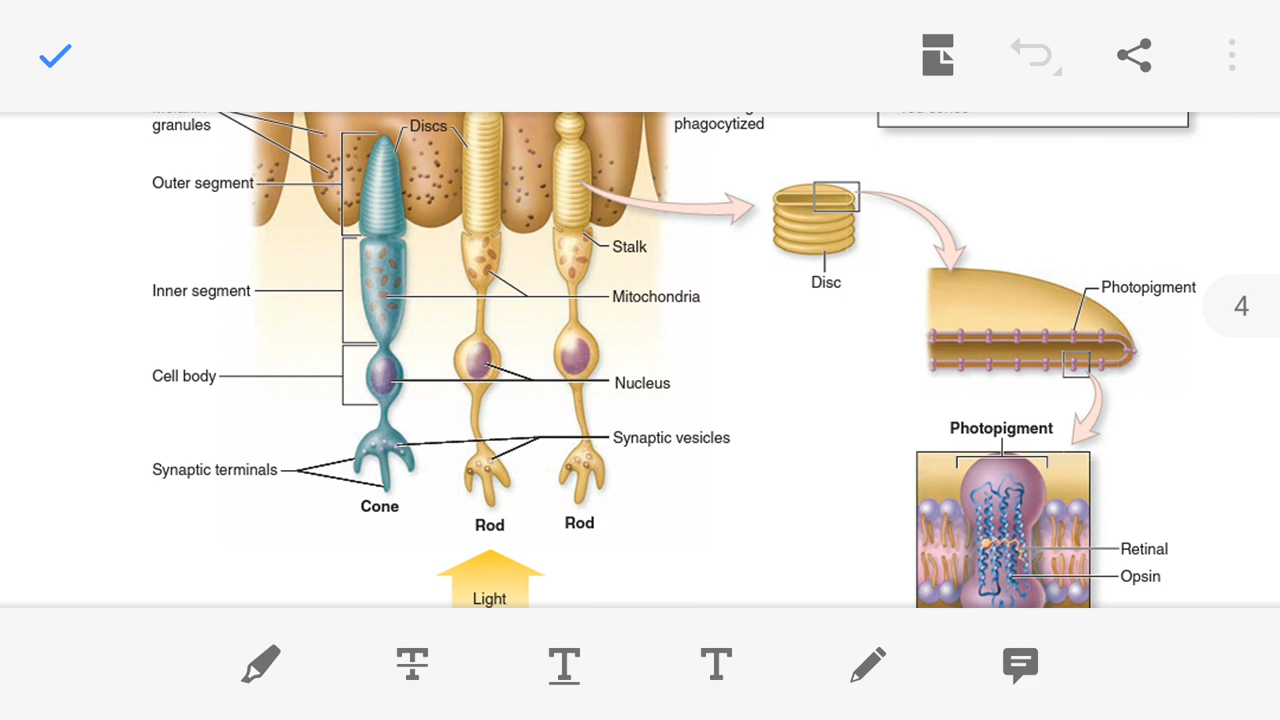 granules
Discs
phagocytized
Outer segment
Stalk
Disc
Inner segment
Mitochondria
Photopigment
4
Cell body
Nucleus
Photopigment
Synaptic vesicles
Synaptic terminals
Cone
Rod
Rod
Retinal
Opsin
Light